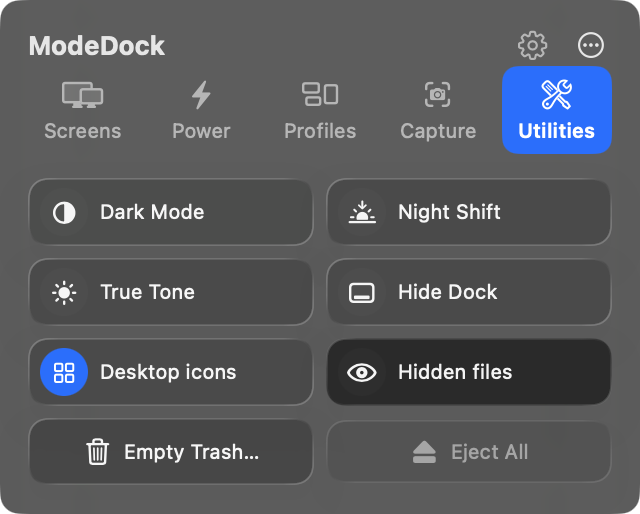 ModeDock
Screens
Power
Profiles
Capture
Utilities
Dark Mode
Night Shift
True Tone
Hide Dock
Desktop icons
Hidden files
Empty Trash...
Eject All